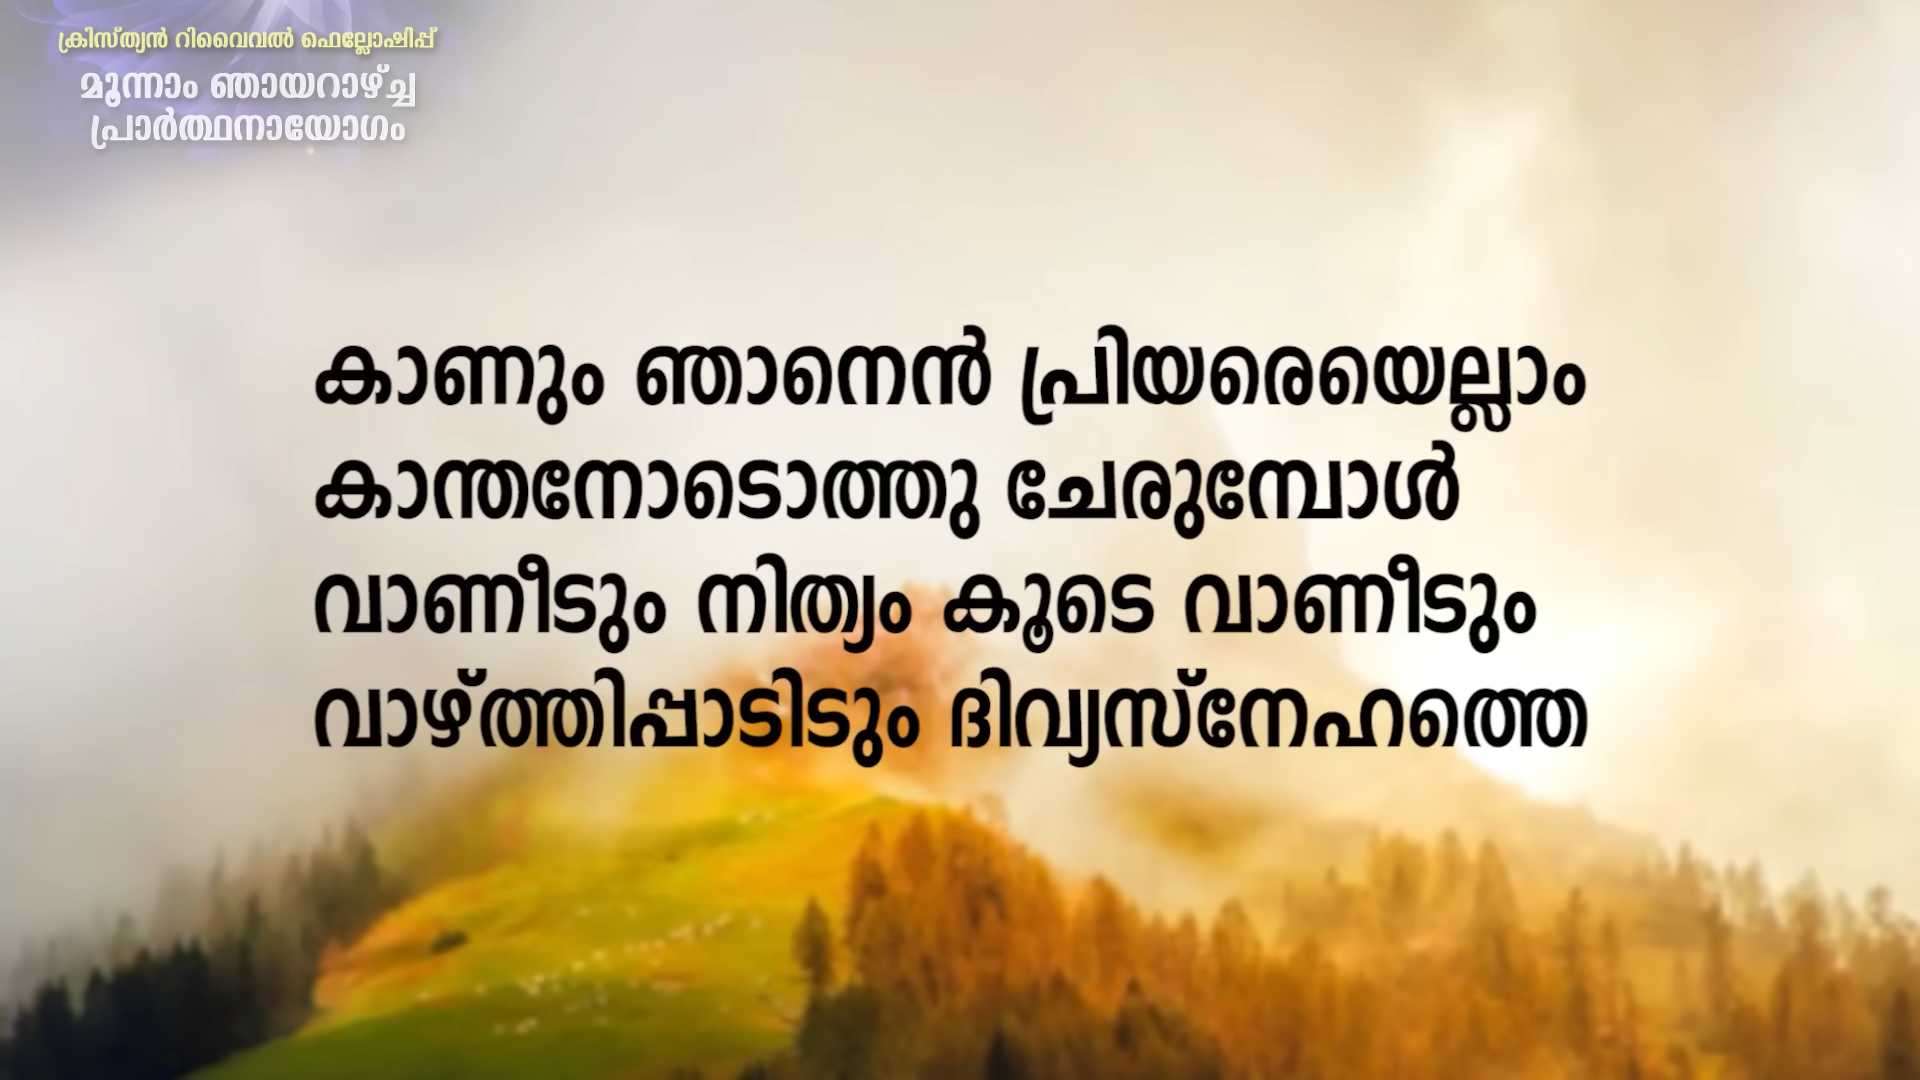 ക്രിസ്ത്യൻ റിവൈവൽ ഫെല്ലോഷിപ്പ്
മൂന്നാം ഞായറാഴ്ച്ച
പ്രാർത്ഥനായോഗം
കാണും ഞാനെൻ പ്രിയരെയെല്ലാം
കാന്തനോടൊത്തു ചേരുമ്പോൾ
വാണീടും നിത്യം കൂടെ വാണീടും
വാഴ്ത്തിപ്പാടിടും ദിവ്യസ്നേഹത്തെ